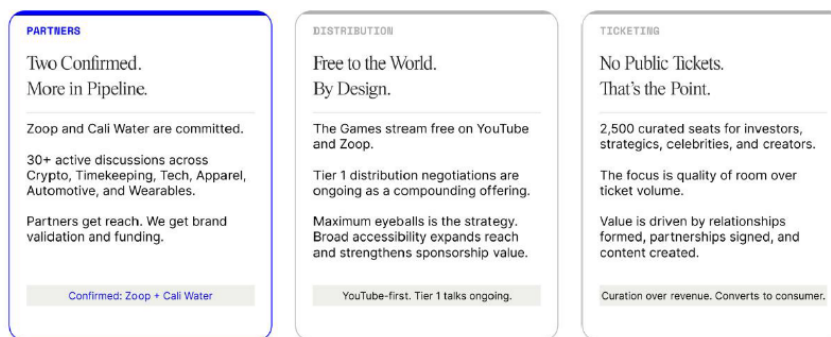 PARTNERS
Two Confirmed.
More in Pipeline.
Zoop and Cali Water are committed.
30+ active discussions across
Crypto, Timekeeping, Tech, Apparel,
Automotive, and Wearables.
Partners get reach. We get brand
validation and funding.
Confirmed: Zoop + Cali Water
DISTRIBUTION
Free to the World.
By Design.
The Games stream free on YouTube
and Zoop.
Tier 1 distribution negotiations are
ongoing as a compounding offering.
Maximum eyeballs is the strategy.
Broad accessibility expands reach
and strengthens sponsorship value.
YouTube-first. Tier 1 talks ongoing.
TICKETING
No Public Tickets.
That's the Point.
2,500 curated seats for investors,
strategics, celebrities, and creators.
The focus is quality of room over
ticket volume.
Value is driven by relationships
formed, partnerships signed, and
content created.
Curation over revenue. Converts to consumer.